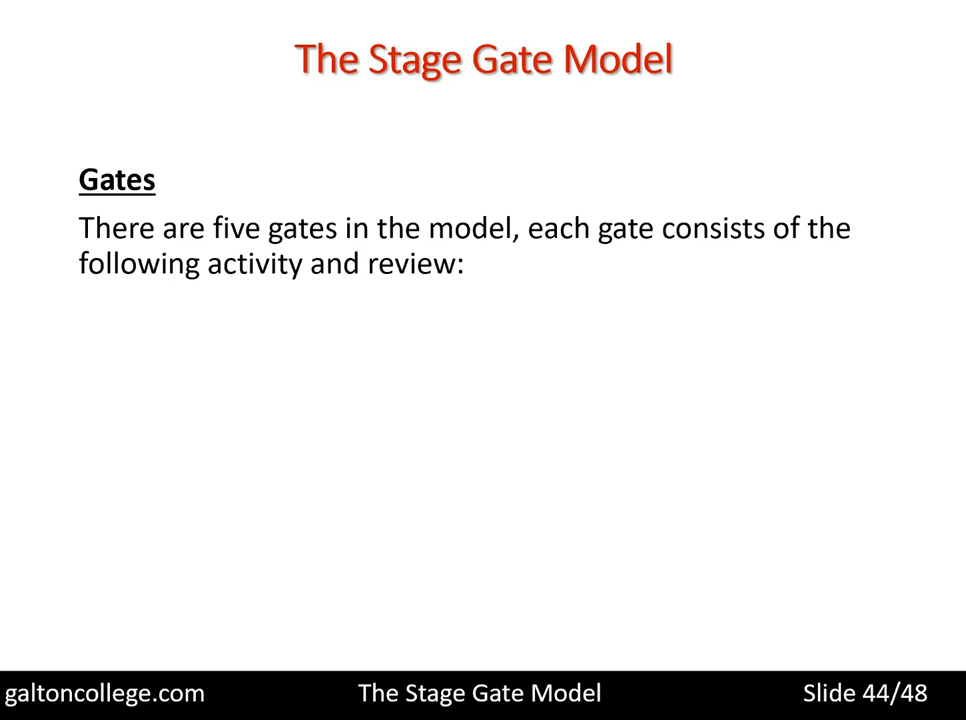 The Stage Gate Model
Gates
There are five gates in the model, each gate consists of the
following activity and review:
galtoncollege.com
The Stage Gate Model
Slide 44/48